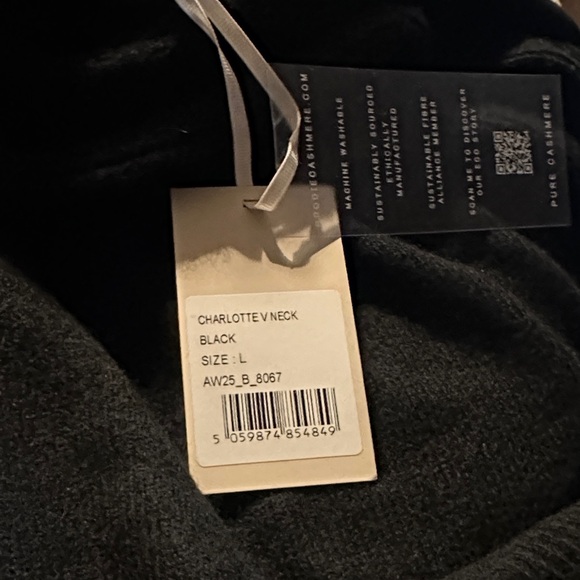 CHARLOTTE V NECK
BLACK
SIZE : L
AW25_B_8067
5 059874 854849
MACHINE WASHABLE
SUSTAINABLY SOURCED
ETHICALLY
MANUFACTURED
SUSTAINABLE FIBRE
ALLIANCE MEMBER
SCAN ME TO DISCOVER
OUR ECO STORY
PURE CASHMERE